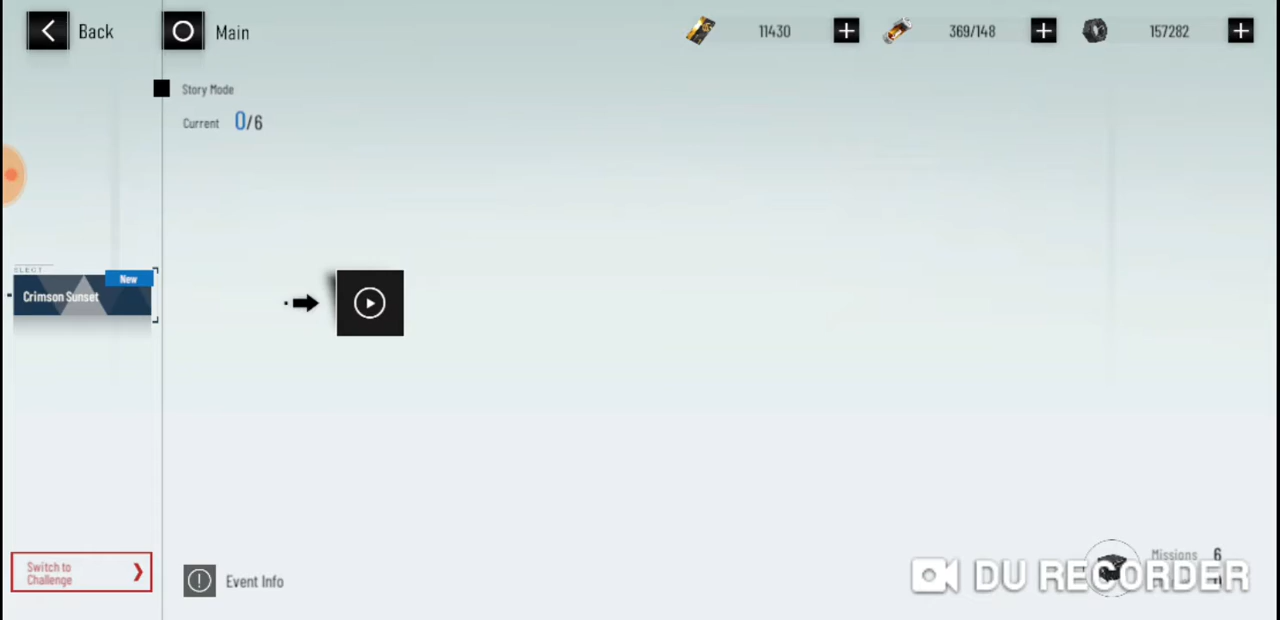 Back
Main
11430
369/148
157282
Story Mode
Current 0/6
New
Crimson Sunset
Switch to
Challenge
Event Info
Missions 6
DU RECORDER